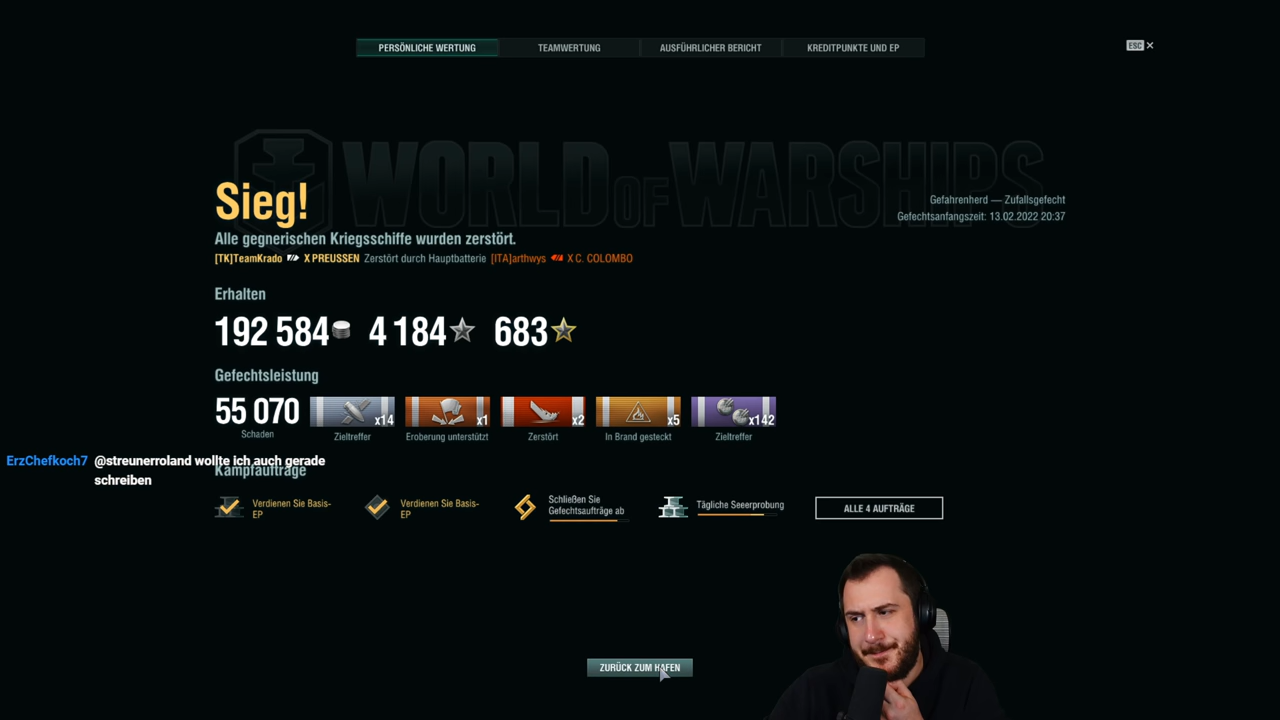 PERSÖNLICHE WERTUNG
TEAMWERTUNG
AUSFÜHRLICHER BERICHT
KREDITPUNKTE UND EP
ESC
WORLD OF WARSHIPS
Sieg!
Gefahrenherd — Zufallsgefecht
Gefechtsanfangszeit: 13.02.2022 20:37
Alle gegnerischen Kriegsschiffe wurden zerstört.
[TK]TeamKrado X PREUSSEN Zerstört durch Hauptbatterie [ITA]arthwys X C. COLOMBO
Erhalten
192 584 4 184 683
Gefechtsleistung
55 070
x14
x1
x2
x5
x142
Schaden
Zieltreffer
Eroberung unterstützt
Zerstört
In Brand gesteckt
Zieltreffer
ErzChefkoch7 @streunerroland wollte ich auch gerade
schreiben
Kampfaufträge
Verdienen Sie Basis-
EP
Verdienen Sie Basis-
EP
Schließen Sie
Gefechtsaufträge ab
Tägliche Seeerprobung
ALLE 4 AUFTRÄGE
ZURÜCK ZUM HAFEN